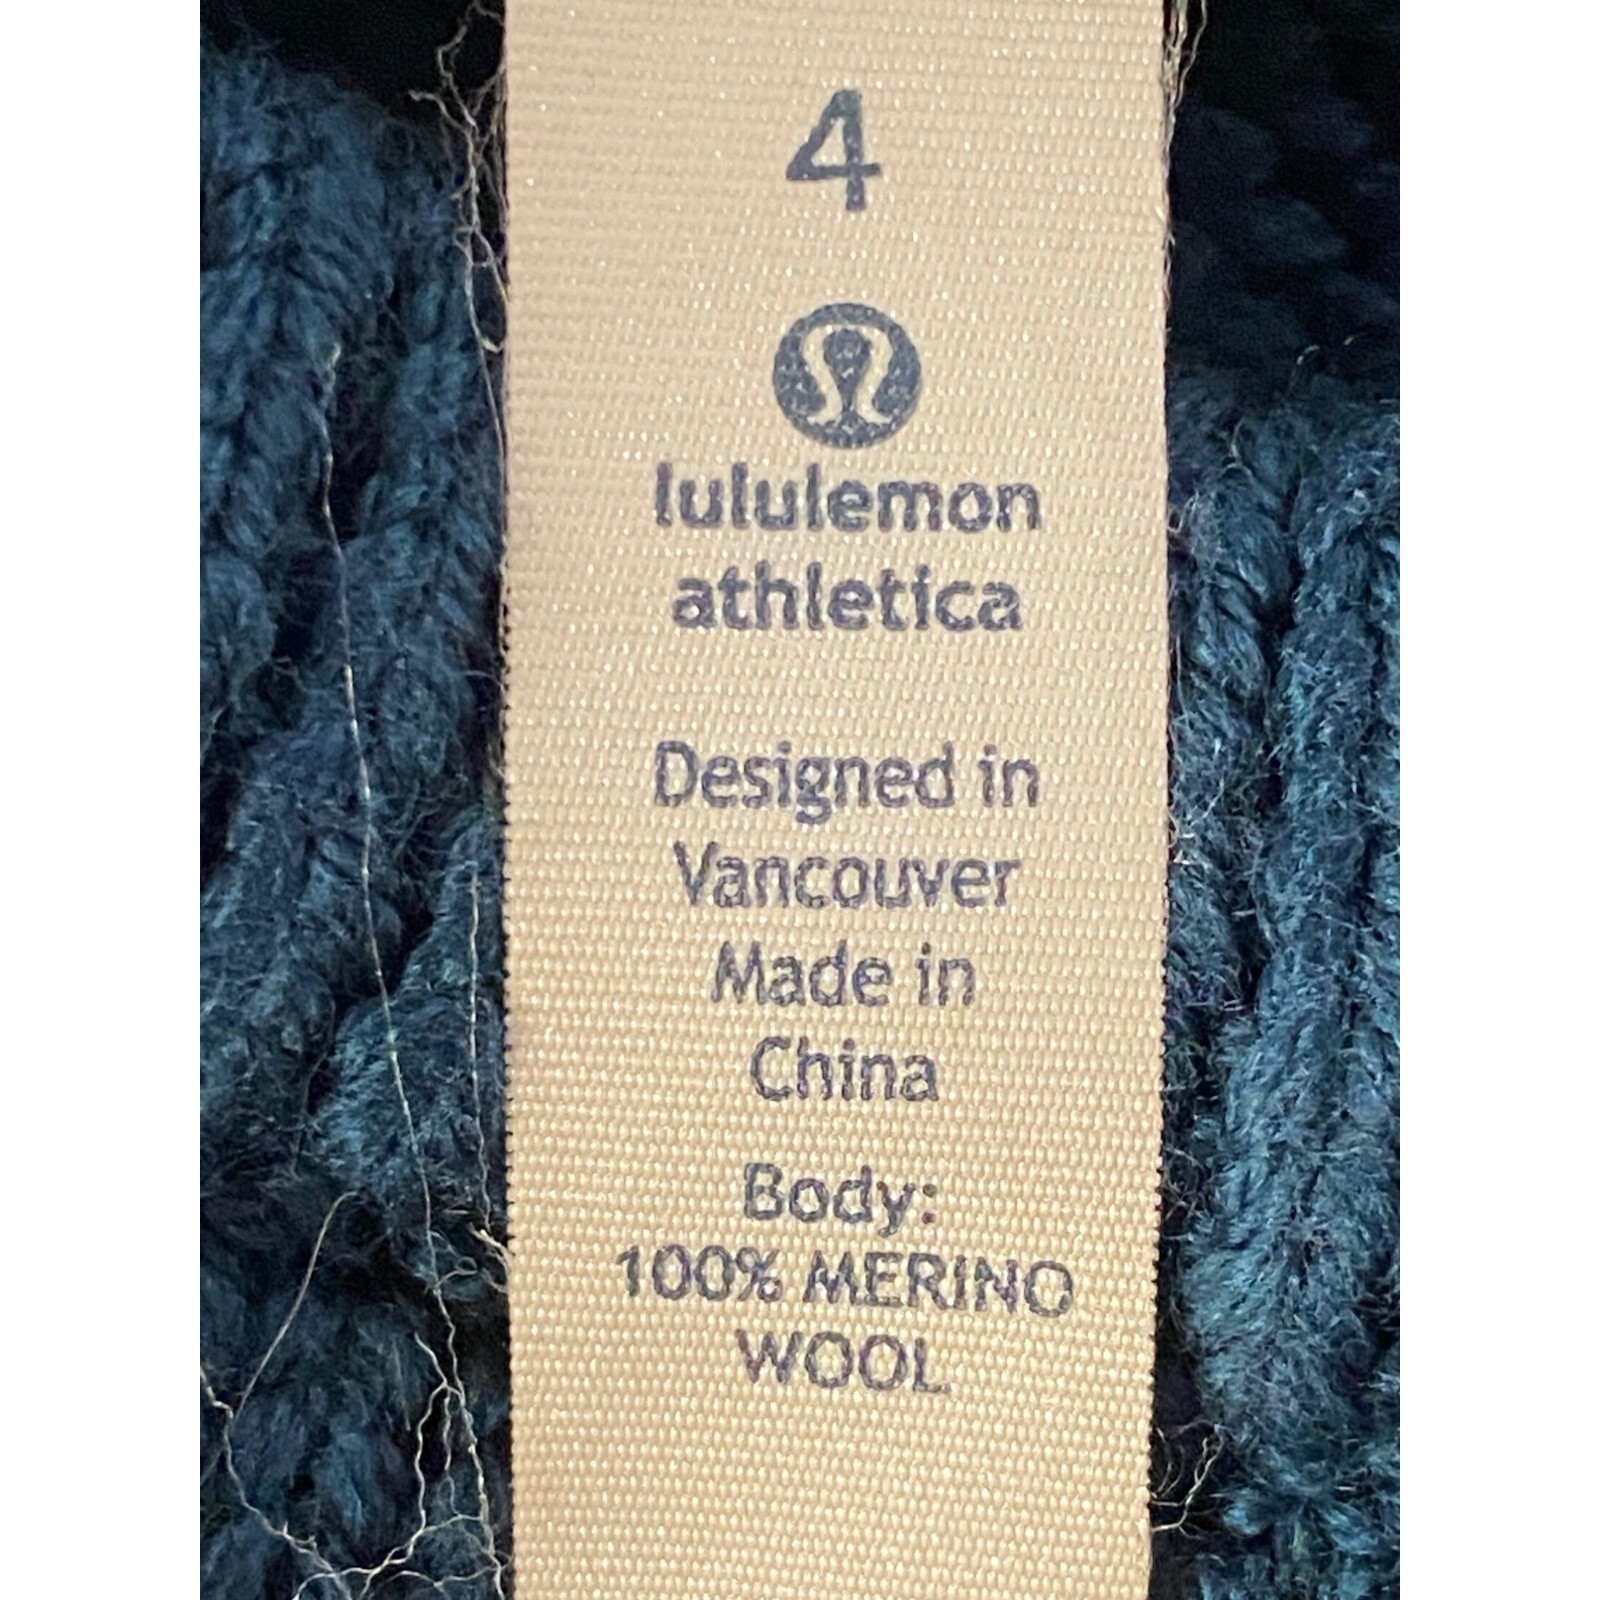 4
lululemon
athletica
Designed in
Vancouver
Made in
China
Body:
100% MERINO
WOOL